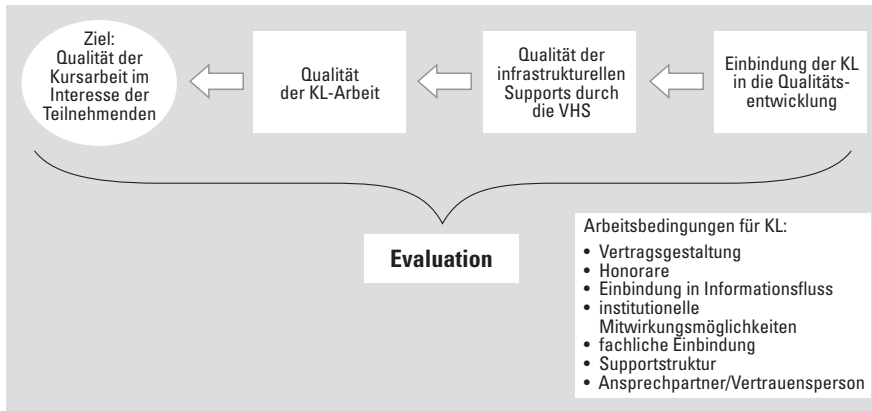 Ziel:
Qualität der
Kursarbeit im
Interesse der
Teilnehmenden
Qualität
der KL-Arbeit
Qualität der
infrastrukturellen
Supports durch
die VHS
Einbindung der KL
in die Qualitäts-
entwicklung
Evaluation
Arbeitsbedingungen für KL:
• Vertragsgestaltung
• Honorare
• Einbindung in Informationsfluss
• institutionelle
Mitwirkungsmöglichkeiten
• fachliche Einbindung
• Supportstruktur
• Ansprechpartner/Vertrauensperson